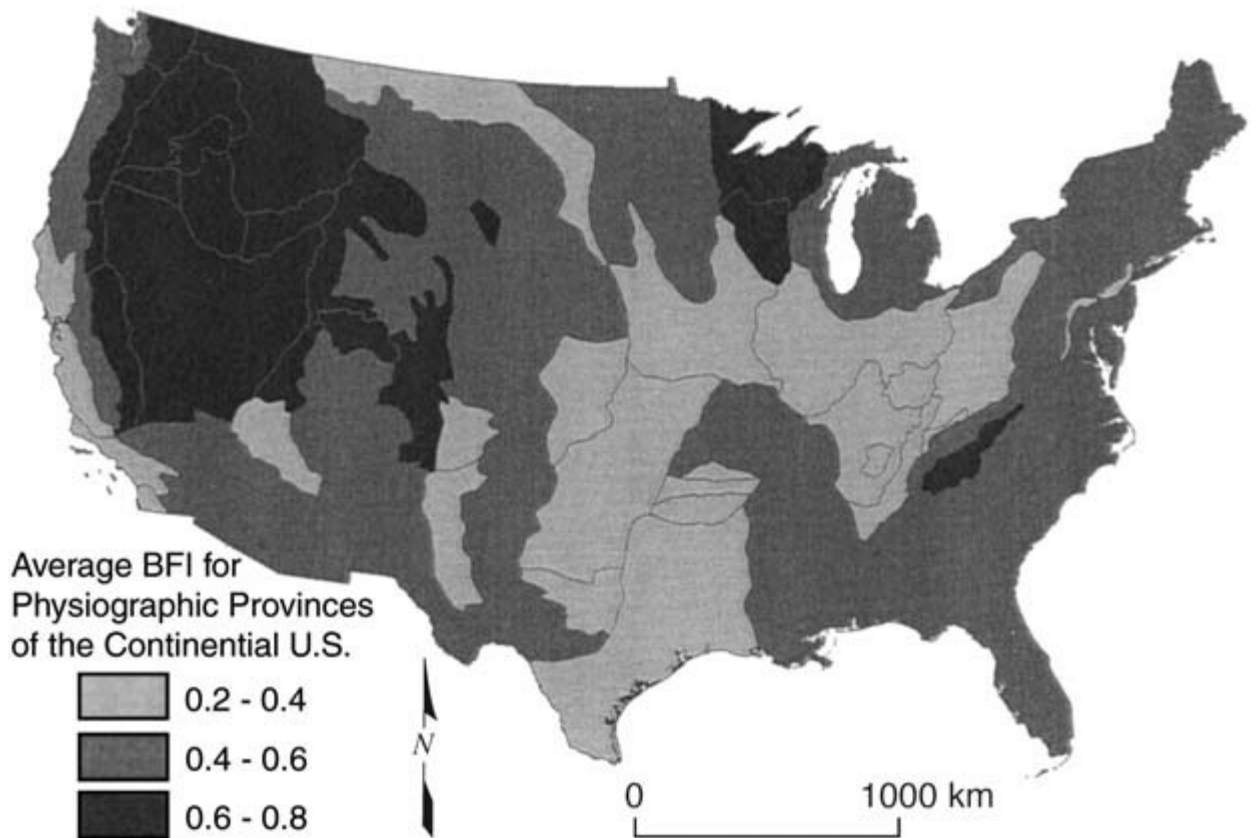 Average BFI for
Physiographic Provinces
of the Continential U.S.
0.2 - 0.4
0.4 - 0.6
0.6 - 0.8
N
0 1000 km